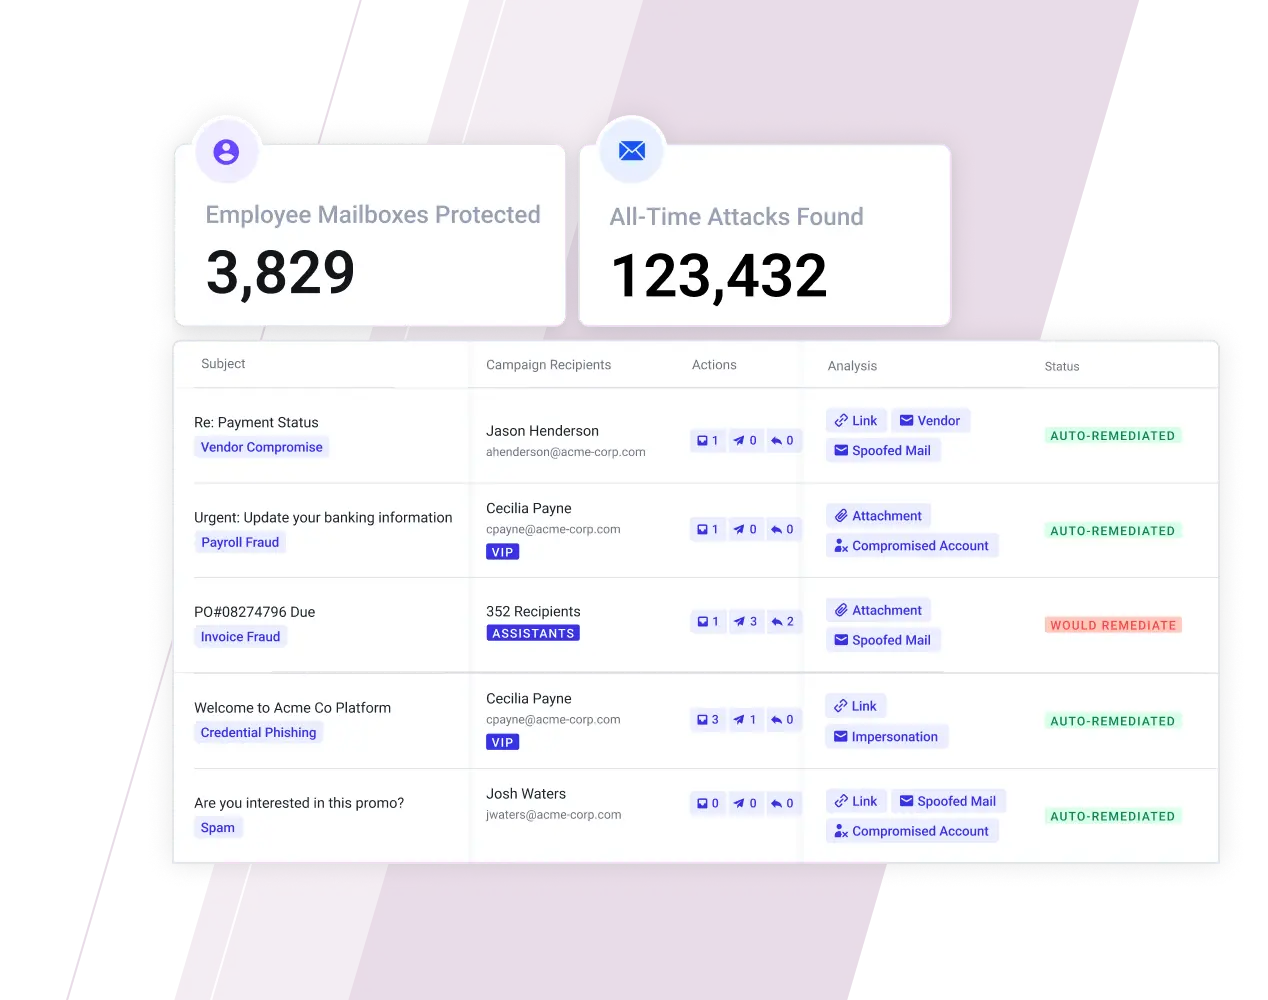 Employee Mailboxes Protected
3,829
All-Time Attacks Found
123,432
Subject Campaign Recipients Actions Analysis Status
Re: Payment Status
Vendor Compromise
Jason Henderson
ahenderson@acme-corp.com
1 0 0
Link Vendor
Spoofed Mail
AUTO-REMEDIATED
Urgent: Update your banking information
Payroll Fraud
Cecilia Payne
cpayne@acme-corp.com
VIP
1 0 0
Attachment
Compromised Account
AUTO-REMEDIATED
PO#08274796 Due
Invoice Fraud
352 Recipients
ASSISTANTS
1 3 2
Attachment
Spoofed Mail
WOULD REMEDIATE
Welcome to Acme Co Platform
Credential Phishing
Cecilia Payne
cpayne@acme-corp.com
VIP
3 1 0
Link
Impersonation
AUTO-REMEDIATED
Are you interested in this promo?
Spam
Josh Waters
jwaters@acme-corp.com
0 0 0
Link Spoofed Mail
Compromised Account
AUTO-REMEDIATED